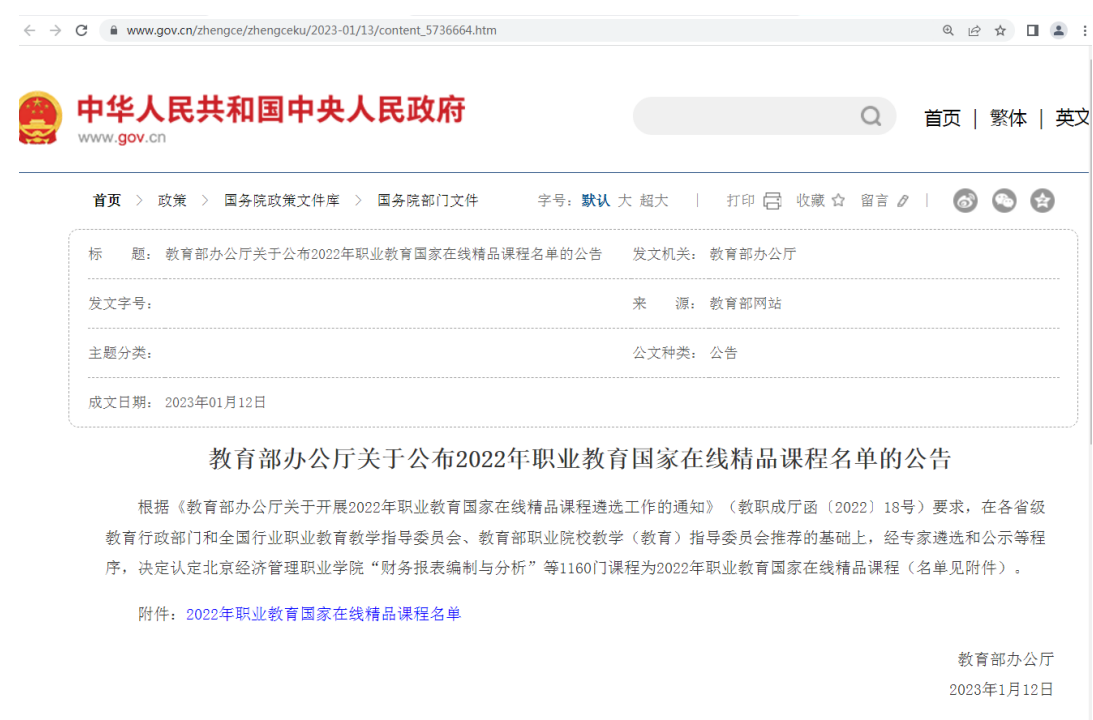 www.gov.cn/zhengce/zhengceku/2023-01/13/content_5736664.htm
中华人民共和国中央人民政府
www.gov.cn
首页 | 繁体 | 英文
首页 > 政策 > 国务院政策文件库 > 国务院部门文件 字号：默认 大 超大 | 打印 收藏 留言 |
标 题： 教育部办公厅关于公布2022年职业教育国家在线精品课程名单的公告 发文机关： 教育部办公厅
发文字号： 来 源： 教育部网站
主题分类： 公文种类： 公告
成文日期： 2023年01月12日
教育部办公厅关于公布2022年职业教育国家在线精品课程名单的公告
根据《教育部办公厅关于开展2022年职业教育国家在线精品课程遴选工作的通知》（教职成厅函〔2022〕18号）要求，在各省级
教育行政部门和全国行业职业教育教学指导委员会、教育部职业院校教学（教育）指导委员会推荐的基础上，经专家遴选和公示等程
序，决定认定北京经济管理职业学院“财务报表编制与分析”等1160门课程为2022年职业教育国家在线精品课程（名单见附件）。
附件：2022年职业教育国家在线精品课程名单
教育部办公厅
2023年1月12日